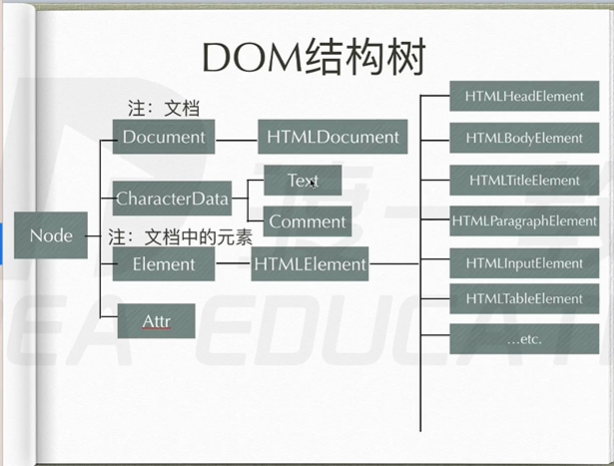 DOM结构树
注：文档
Document
HTMLDocument
CharacterData
Text
Comment
Node
注：文档中的元素
Element
HTMLElement
Attr
HTMLHeadElement
HTMLBodyElement
HTMLTitleElement
HTMLParagraphElement
HTMLInputElement
HTMLTableElement
...etc.